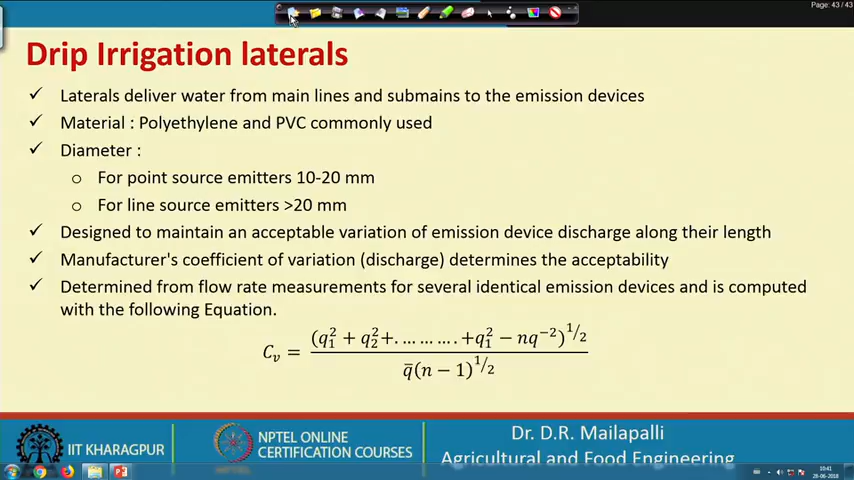 Page: 43 / 43
Drip Irrigation laterals
✓ Laterals deliver water from main lines and submains to the emission devices
✓ Material : Polyethylene and PVC commonly used
✓ Diameter :
o For point source emitters 10-20 mm
o For line source emitters >20 mm
✓ Designed to maintain an acceptable variation of emission device discharge along their length
✓ Manufacturer's coefficient of variation (discharge) determines the acceptability
✓ Determined from flow rate measurements for several identical emission devices and is computed
with the following Equation.
C_v = (q_1^2 + q_2^2 +. ... ... ... . +q_1^2 − nq^{−2})^{1/2} / q̄(n − 1)^{1/2}
IIT KHARAGPUR
NPTEL ONLINE
CERTIFICATION COURSES
Dr. D.R. Mailapalli
Agricultural and Food Engineering
10:41
28-06-2018